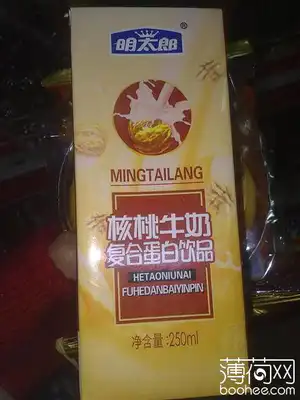 明太郎
MINGTAILANG
核桃牛奶
复合蛋白饮品
HETAONIUNAI
FUHEDANBAIYINPIN
净含量:250ml
薄荷网
boohee.com